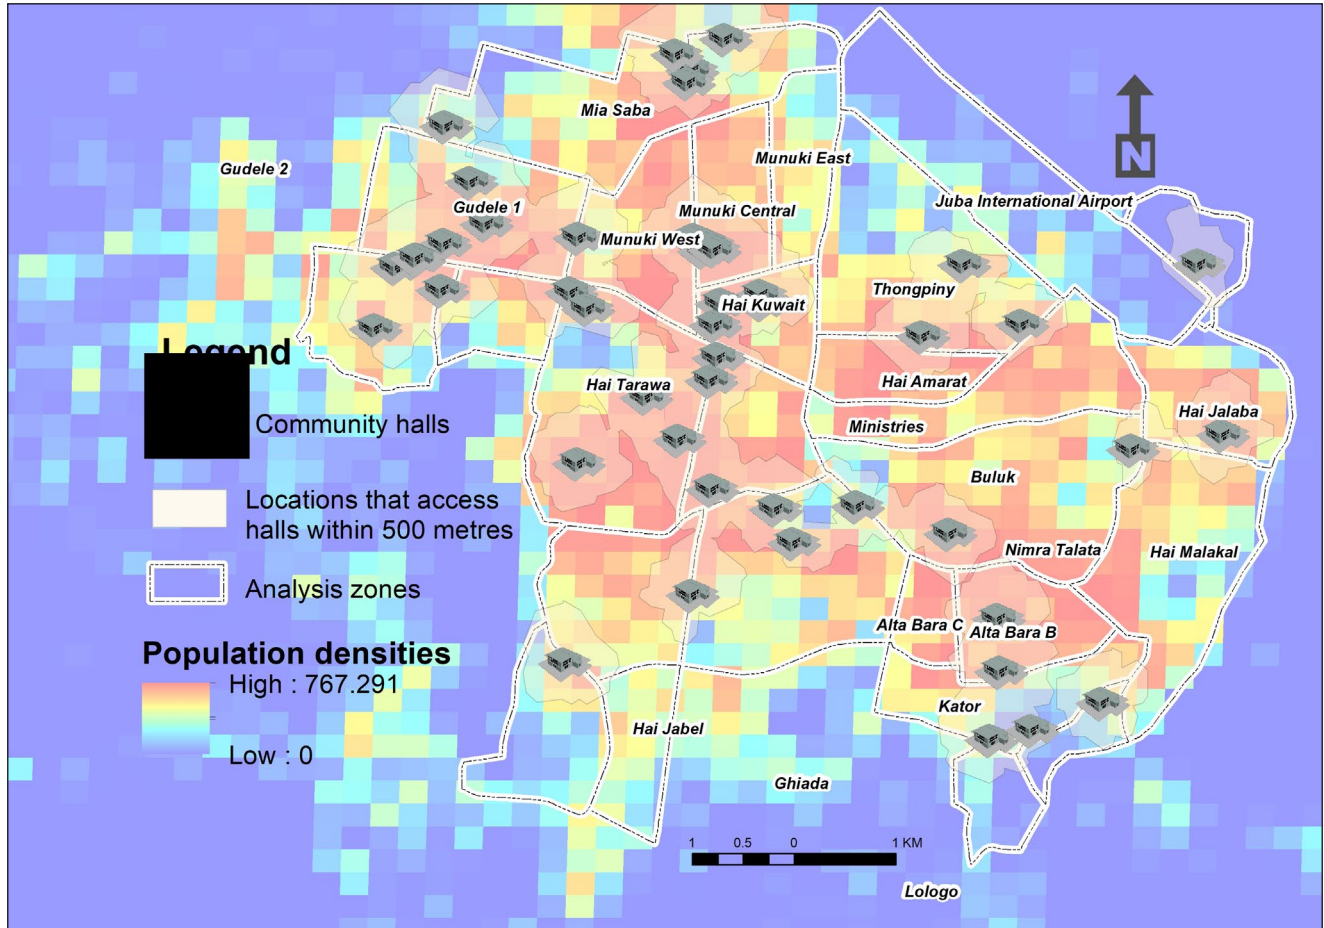 Mia Saba
Munuki East
Gudele 2
Juba International Airport
Gudele 1
Munuki Central
Munuki West
Thongpiny
Hai Kuwait
N
Legend
Community halls
Locations that access
halls within 500 metres
Analysis zones
Population densities
High : 767.291
Low : 0
Hai Tarawa
Hai Amarat
Ministries
Hai Jalaba
Buluk
Nimra Talata
Hai Malakal
Alta Bara C
Alta Bara B
Kator
Hai Jabel
Ghiada
1 0.5 0 1 KM
Lologo